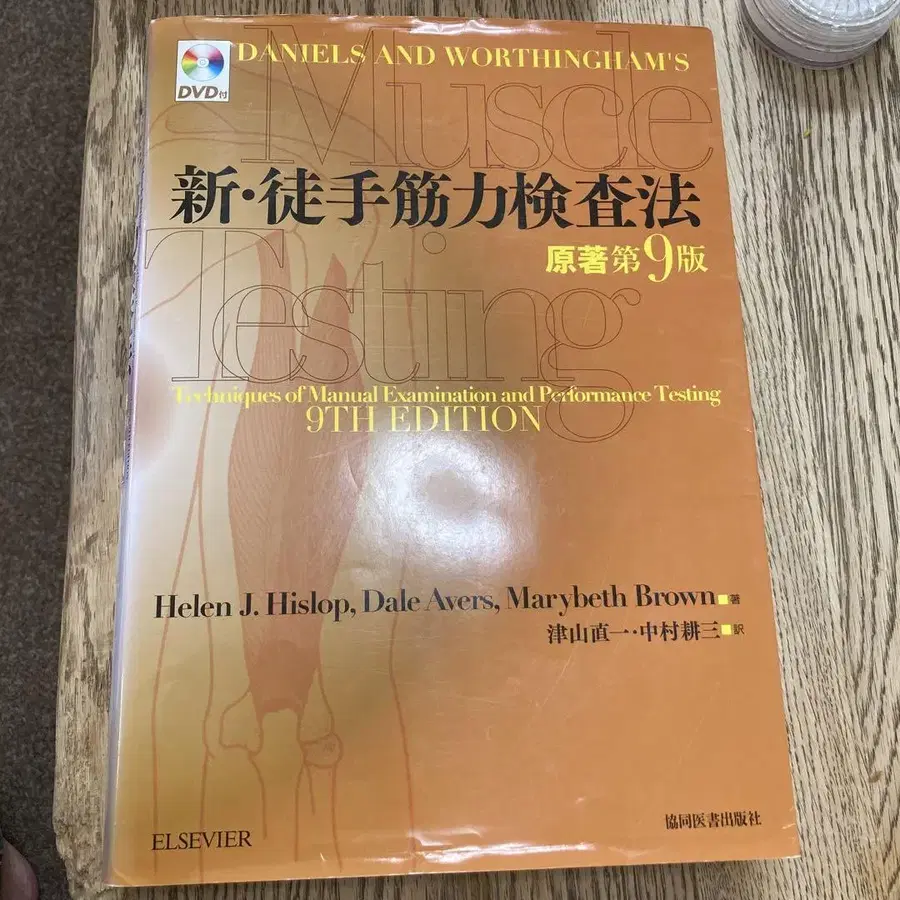 DVD付
DANIELS AND WORTHINGHAM'S
Muscle
新・徒手筋力検査法
原著第9版
Testing
Techniques of Manual Examination and Performance Testing
9TH EDITION
Helen J. Hislop, Dale Avers, Marybeth Brown■著
津山直一・中村耕三■訳
ELSEVIER
協同医書出版社